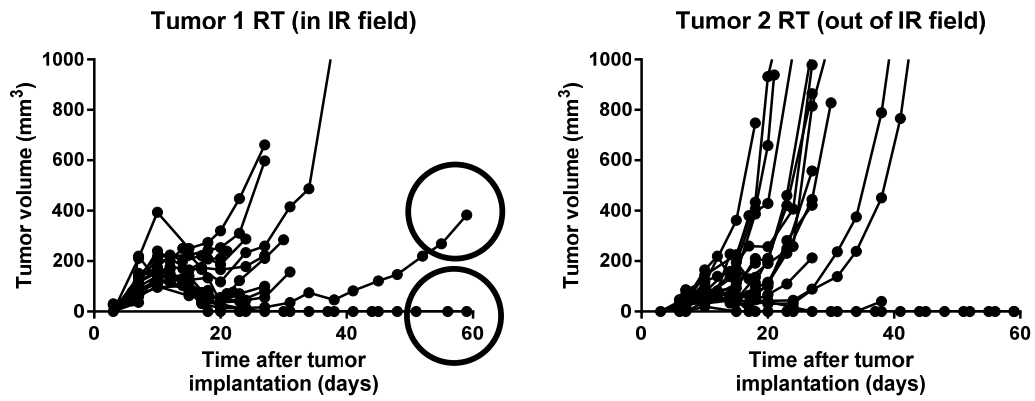 Tumor 1 RT (in IR field)
1000
800
600
400
200
0
Tumor volume (mm³)
0
20
40
60
Time after tumor
implantation (days)
Tumor 2 RT (out of IR field)
1000
800
600
400
200
0
Tumor volume (mm³)
0
20
40
60
Time after tumor
implantation (days)